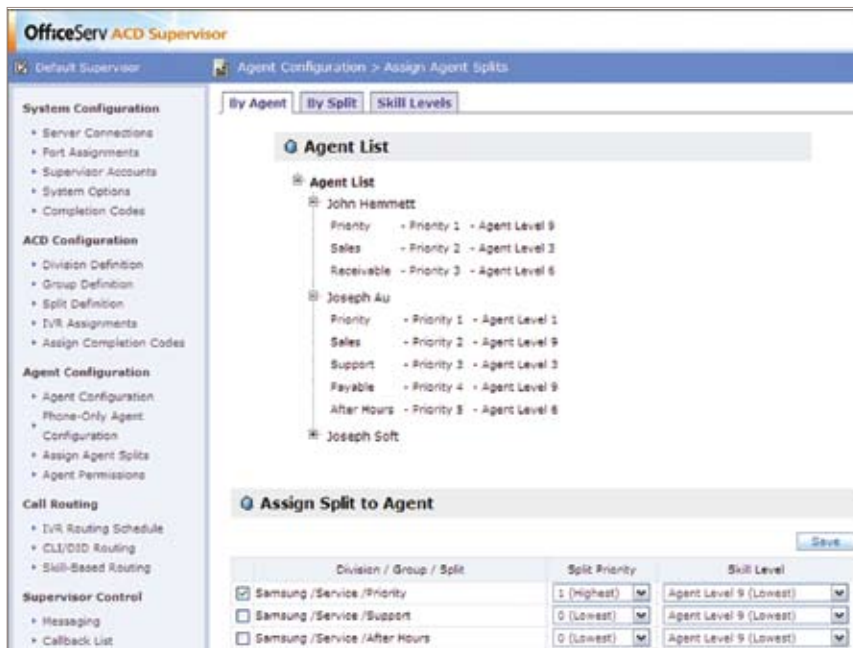 OfficeServ ACD Supervisor
Default Supervisor
Agent Configuration > Assign Agent Splits
System Configuration
Server Connections
Port Assignments
Supervisor Accounts
System Options
Completion Codes
ACD Configuration
Division Definition
Group Definition
Split Definition
IVR Assignments
Assign Completion Codes
Agent Configuration
Agent Configuration
Phone-Only Agent
Configuration
Assign Agent Splits
Agent Permissions
Call Routing
IVR Routing Schedule
CLI/DID Routing
Skill-Based Routing
Supervisor Control
Messaging
Callback List
By Agent By Split Skill Levels
Agent List
Agent List
John Hemmett
Priority - Priority 1 - Agent Level 9
Sales - Priority 2 - Agent Level 3
Receivable - Priority 3 - Agent Level 6
Joseph Au
Priority - Priority 1 - Agent Level 1
Sales - Priority 2 - Agent Level 9
Support - Priority 3 - Agent Level 3
Payable - Priority 4 - Agent Level 9
After Hours - Priority 5 - Agent Level 6
Joseph Soft
Assign Split to Agent
Save
Division / Group / Split Split Priority Skill Level
Samsung /Service /Priority 1 (Highest) Agent Level 9 (Lowest)
Samsung /Service /Support 0 (Lowest) Agent Level 9 (Lowest)
Samsung /Service /After Hours 0 (Lowest) Agent Level 9 (Lowest)